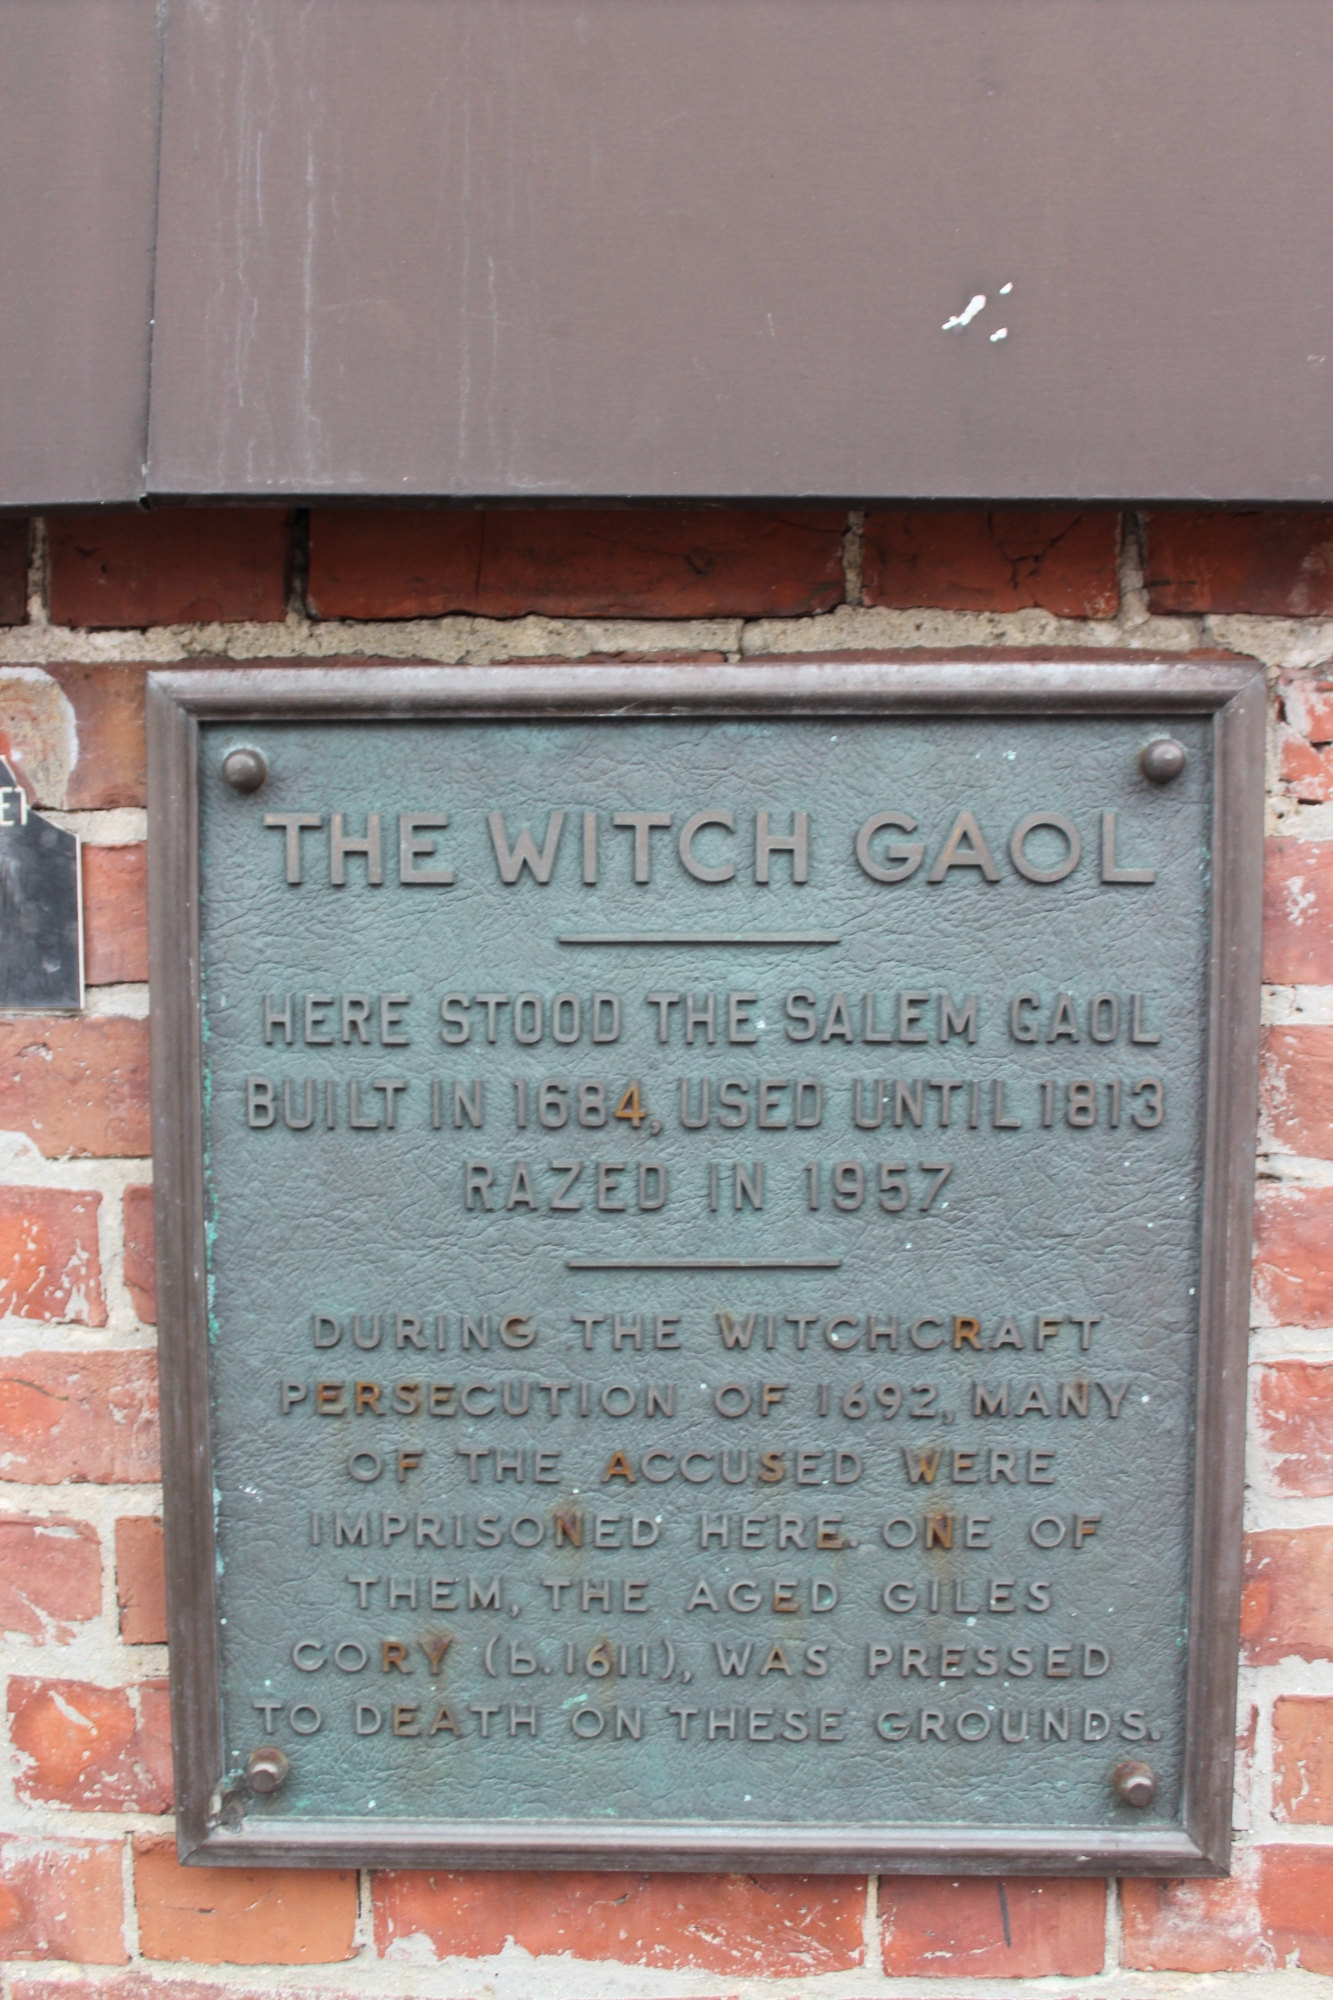 THE WITCH GAOL
HERE STOOD THE SALEM GAOL
BUILT IN 1684, USED UNTIL 1813
RAZED IN 1957
DURING THE WITCHCRAFT
PERSECUTION OF 1692, MANY
OF THE ACCUSED WERE
IMPRISONED HERE. ONE OF
THEM, THE AGED GILES
CORY (b.1611), WAS PRESSED
TO DEATH ON THESE GROUNDS.